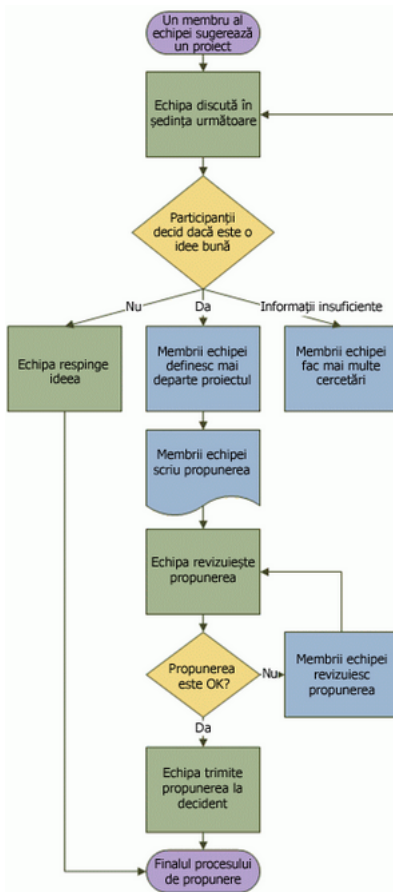 Un membru al
echipei sugerează
un proiect
Echipa discută în
ședința următoare
Participanții
decid dacă este o
idee bună
Nu
Da
Informații insuficiente
Echipa respinge
ideea
Membrii echipei
definesc mai
departe proiectul
Membrii echipei
fac mai multe
cercetări
Membrii echipei
scriu propunerea
Echipa revizuiește
propunerea
Propunerea
este OK?
Nu
Membrii echipei
revizuiesc
propunerea
Da
Echipa trimite
propunerea la
decident
Finalul procesului
de propunere